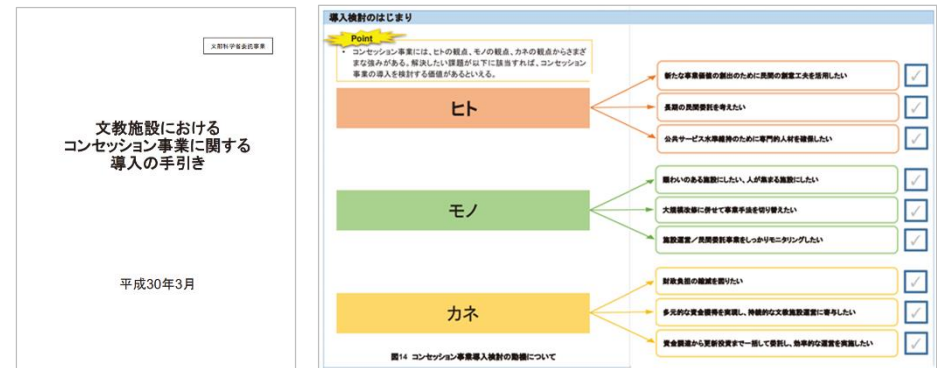 文部科学省委託事業
文教施設における
コンセッション事業に関する
導入の手引き
平成30年3月
導入検討のはじまり
Point
・ コンセッション事業には、ヒトの観点、モノの観点、カネの観点からさまざ
まな強みがある。解決したい課題が以下に該当すれば、コンセッション
事業の導入を検討する価値があるといえる。
ヒト
新たな事業価値の創出のために民間の創意工夫を活用したい
長期の民間委託を考えたい
公共サービス水準維持のために専門的人材を確保したい
モノ
賑わいのある施設にしたい、人が集まる施設にしたい
大規模改修に併せて事業手法を切り替えたい
施設運営／民間委託事業をしっかりモニタリングしたい
カネ
財政負担の縮減を図りたい
多元的な資金獲得を実現し、持続的な文教施設運営に寄与したい
資金調達から更新投資まで一括して委託し、効率的な運営を実施したい
図14 コンセッション事業導入検討の動機について